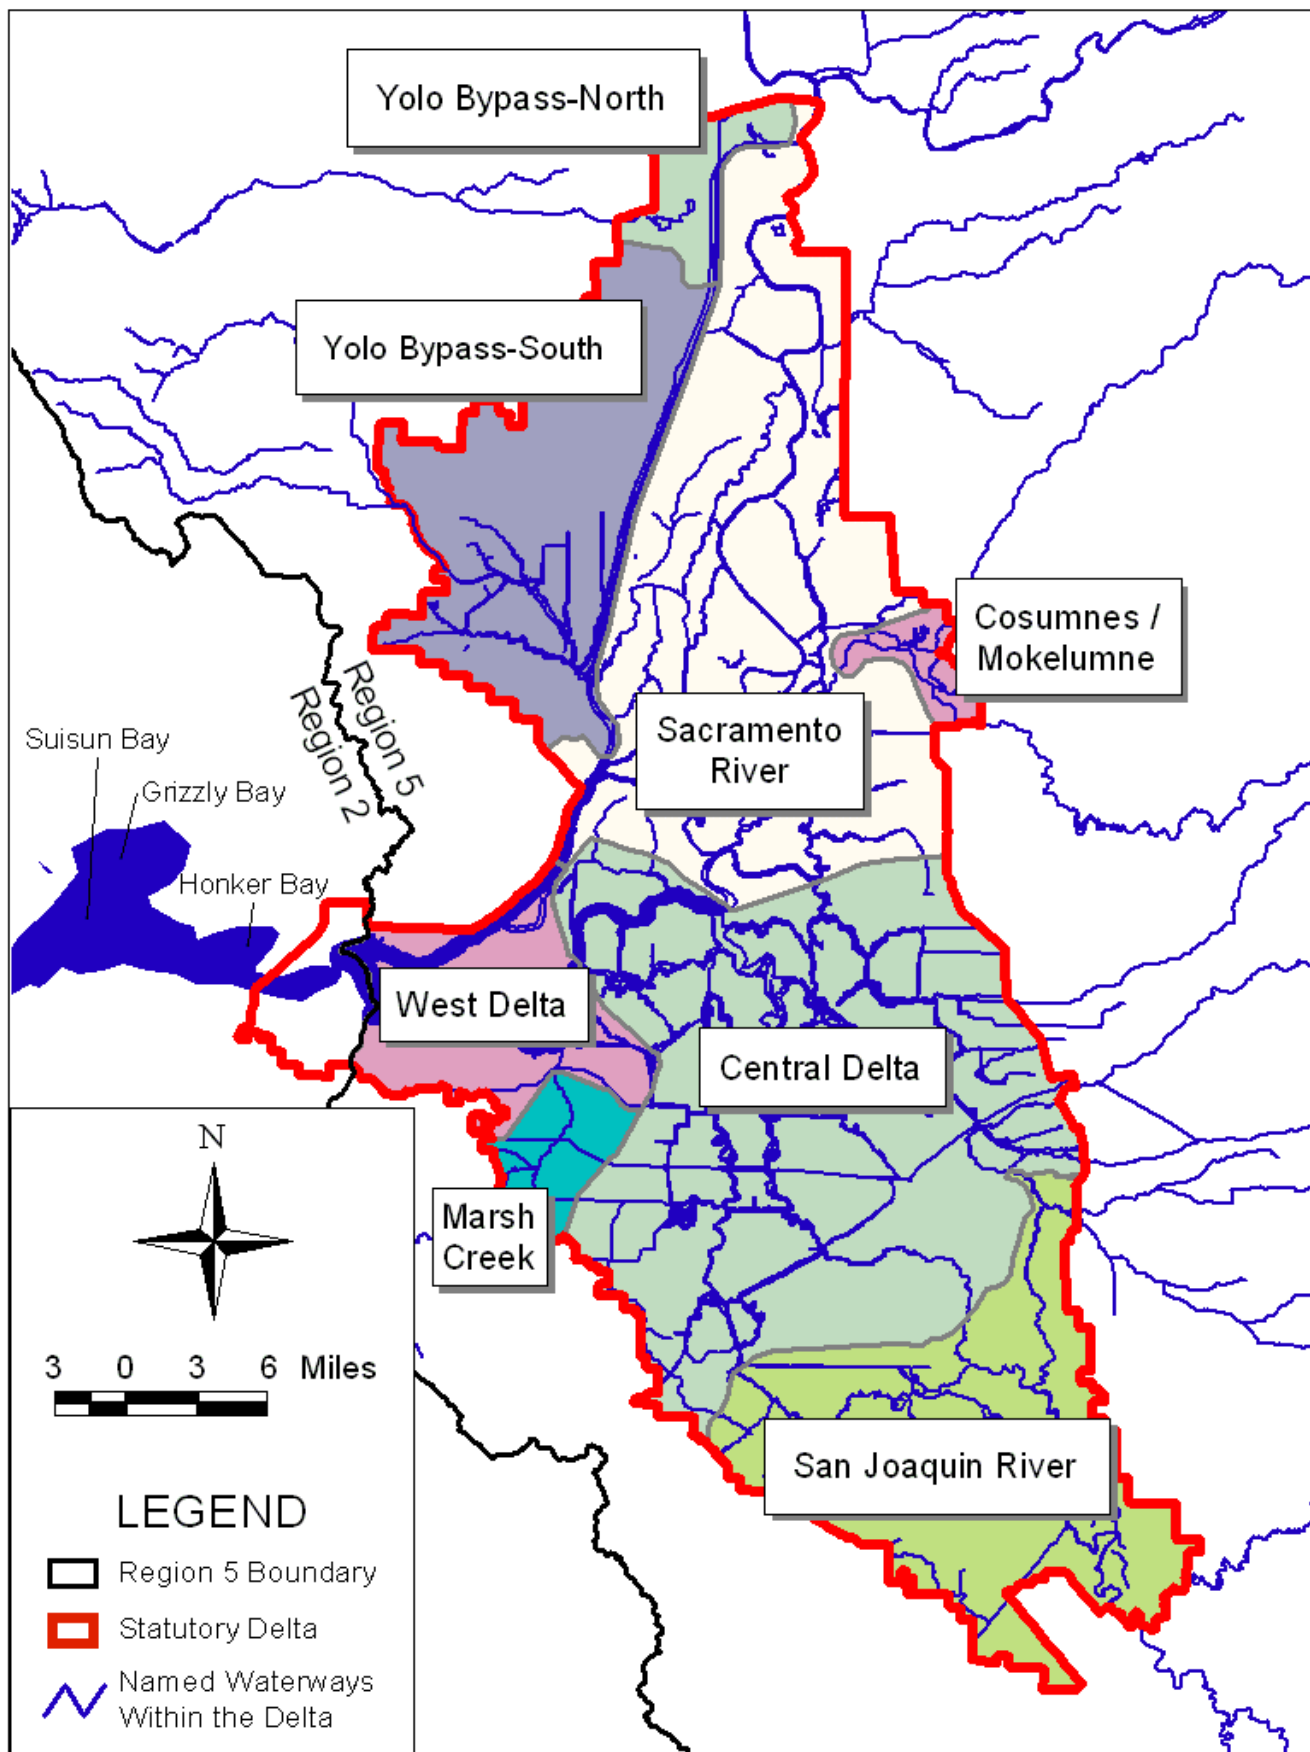 Yolo Bypass-North
Yolo Bypass-South
Cosumnes /
Mokelumne
Region 5
Region 2
Sacramento
River
Suisun Bay
Grizzly Bay
Honker Bay
West Delta
Central Delta
Marsh
Creek
San Joaquin River
N
3 0 3 6 Miles
LEGEND
Region 5 Boundary
Statutory Delta
Named Waterways
Within the Delta